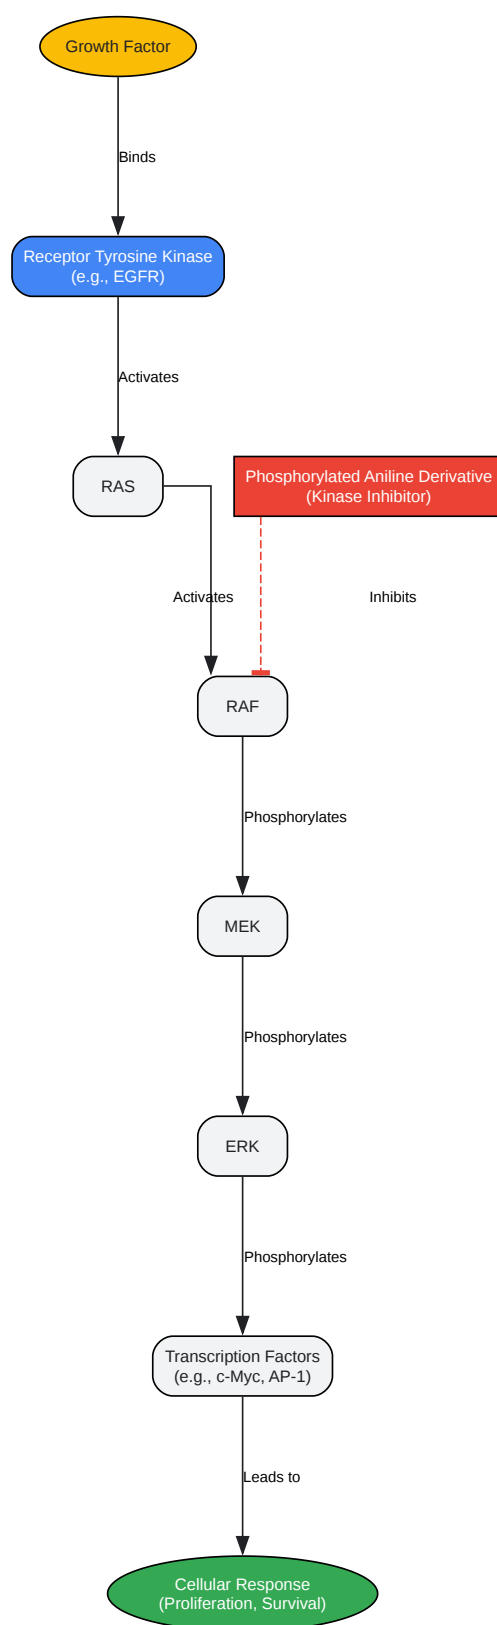 Growth Factor
Binds
Receptor Tyrosine Kinase
(e.g., EGFR)
Activates
RAS
Phosphorylated Aniline Derivative
(Kinase Inhibitor)
Activates
Inhibits
RAF
Phosphorylates
MEK
Phosphorylates
ERK
Phosphorylates
Transcription Factors
(e.g., c-Myc, AP-1)
Leads to
Cellular Response
(Proliferation, Survival)